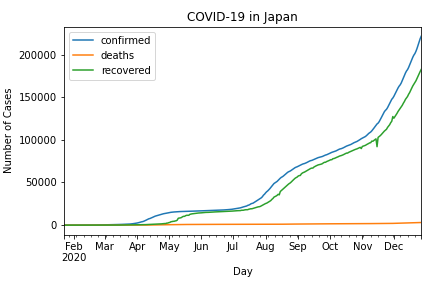 COVID-19 in Japan
confirmed
deaths
recovered
Number of Cases
200000
150000
100000
50000
0
Feb Mar Apr May Jun Jul Aug Sep Oct Nov Dec
2020
Day